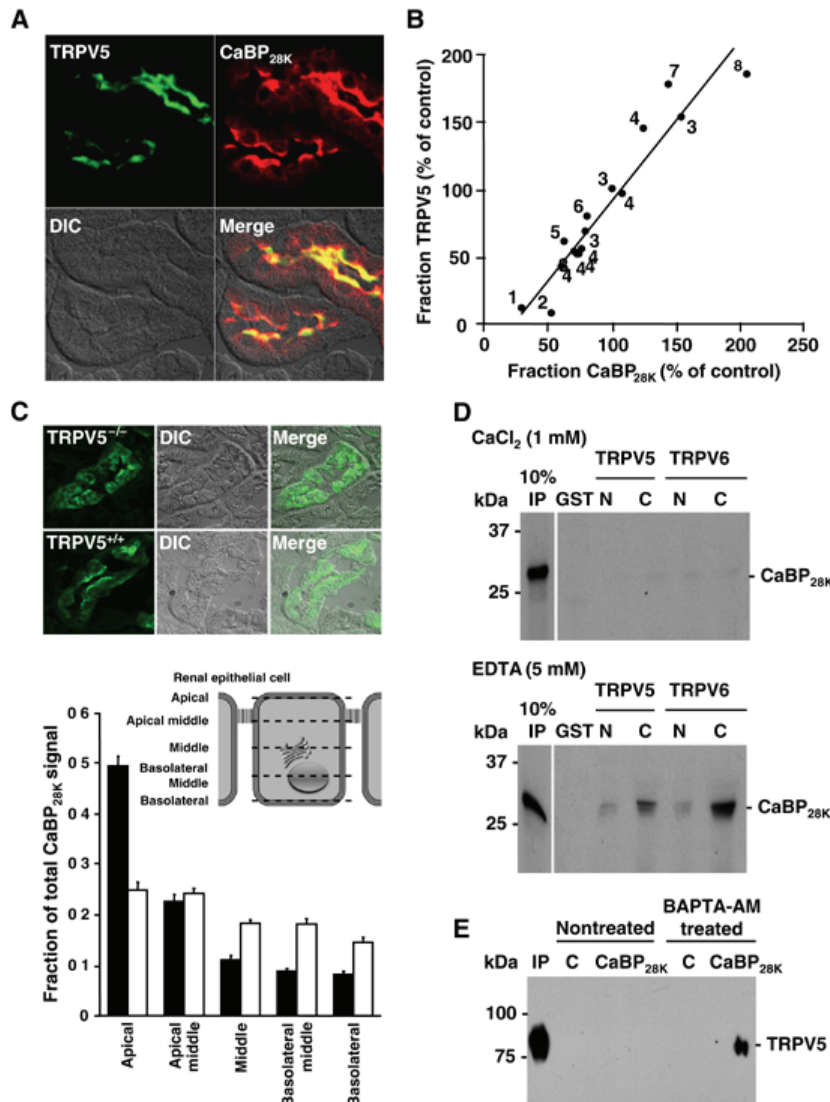 A
TRPV5
CaBP28K
DIC
Merge
B
200
150
100
50
0
0 50 100 150 200 250
Fraction TRPV5 (% of control)
Fraction CaBP28K (% of control)
7
8
4
3
3
4
6
5
3
4
4
4
1
2
C
TRPV5−/−
DIC
Merge
TRPV5+/+
DIC
Merge
Renal epithelial cell
Apical
Apical middle
Middle
Basolateral
Middle
Basolateral
Fraction of total CaBP28K signal
0 6
0 5
0 4
0 3
0 2
0 1
0
Apical
Apical
middle
Middle
Basolateral
middle
Basolateral
D
CaCl2 (1 mM)
TRPV5 TRPV6
10%
kDa IP GST N C N C
37
25
CaBP28K
EDTA (5 mM)
TRPV5 TRPV6
10%
kDa IP GST N C N C
37
25
CaBP28K
E
Nontreated
BAPTA-AM
treated
kDa IP C CaBP28K C CaBP28K
100
75
TRPV5